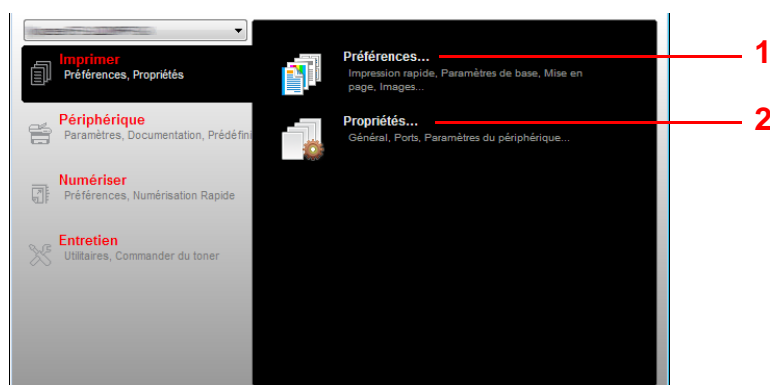 Imprimer
Préférences, Propriétés
Périphérique
Paramètres, Documentation, Prédéfini
Numériser
Préférences, Numérisation Rapide
Entretien
Utilitaires, Commander du toner
Préférences...
Impression rapide, Paramètres de base, Mise en
page, Images...
1
Propriétés...
Général, Ports, Paramètres du périphérique...
2